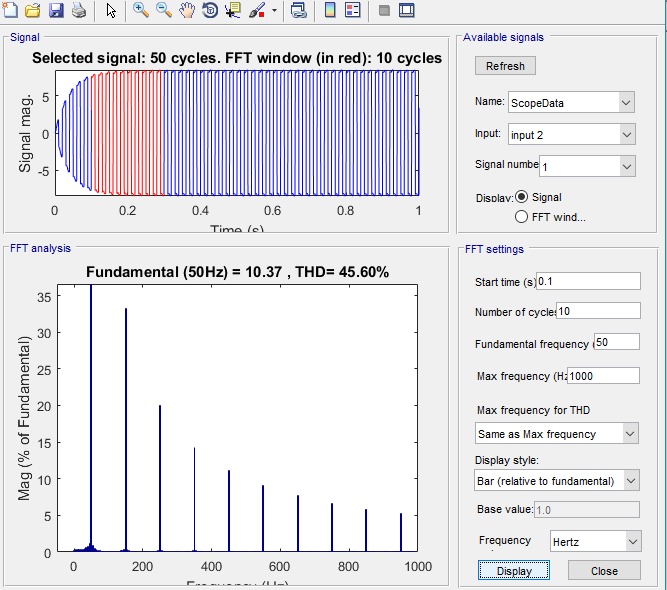 Signal
Selected signal: 50 cycles. FFT window (in red): 10 cycles
Signal mag.
5
0
-5
0
0.2
0.4
0.6
0.8
1
Time (s)
Available signals
Refresh
Name:
ScopeData
Input:
input 2
Signal numbe
1
Display:
Signal
FFT wind...
FFT analysis
Fundamental (50Hz) = 10.37 , THD= 45.60%
Mag (% of Fundamental)
35
30
25
20
15
10
5
0
0
200
400
600
800
1000
Frequency (Hz)
FFT settings
Start time (s)
0.1
Number of cycles
10
Fundamental frequency (
50
Max frequency (Hz
1000
Max frequency for THD
Same as Max frequency
Display style:
Bar (relative to fundamental)
Base value:
1.0
Frequency
Hertz
Display
Close